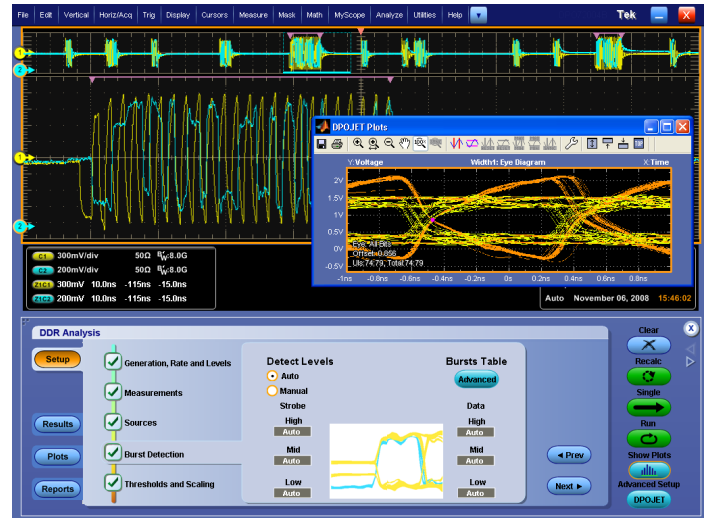 File Edit Vertical Horiz/Acq Trig Display Cursors Measure Mask Math MyScope Analyze Utilities Help Tek X
1
2
1
2
DPOJET Plots
100%
Y:Voltage Width1: Eye Diagram X:Time
2V
1.5V
1V
0.5V
0V
-0.5V
Eye: All Bits
Offset:-0.856
UIs:74.79, Total:74.79
-1ns -0.8ns -0.6ns -0.4ns -0.2ns 0s 0.2ns 0.4ns 0.6ns 0.8ns
C1 300mV/div 50Ω BW:8.0G
C2 200mV/div 50Ω BW:8.0G
Z1C1 300mV 10.0ns -115ns -15.0ns
Z1C2 200mV 10.0ns -115ns -15.0ns
Auto November 06, 2008 15:46:02
DDR Analysis
Clear
X
Setup
Generation, Rate and Levels
Measurements
Sources
Burst Detection
Thresholds and Scaling
Results
Plots
Reports
Detect Levels
Auto
Manual
Bursts Table
Advanced
Strobe Data
High High
Auto Auto
Mid Mid
Auto Auto
Low Low
Auto Auto
Prev
Next
Recalc
Single
Run
Show Plots
Advanced Setup
DPOJET